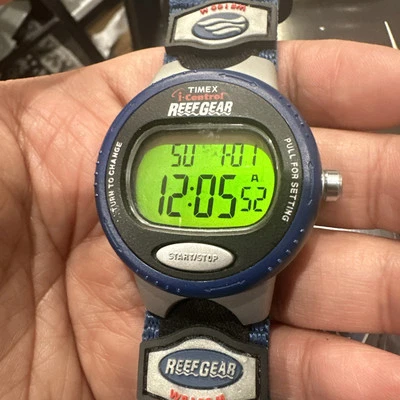 TIMEX
i-Control
REEFGEAR
TURN TO CHANGE
PULL FOR SETTING
SU 1-01
A
12:05 52
START/STOP
REEFGEAR